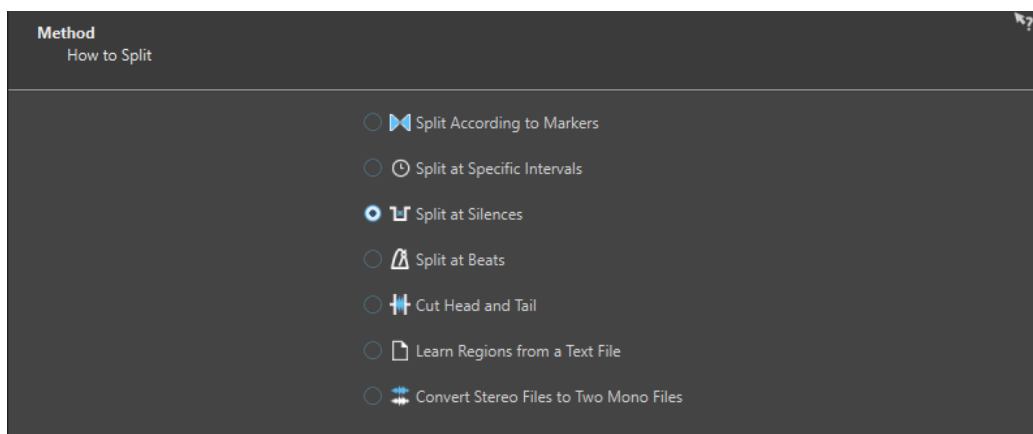 Method
How to Split
Split According to Markers
Split at Specific Intervals
Split at Silences
Split at Beats
Cut Head and Tail
Learn Regions from a Text File
Convert Stereo Files to Two Mono Files